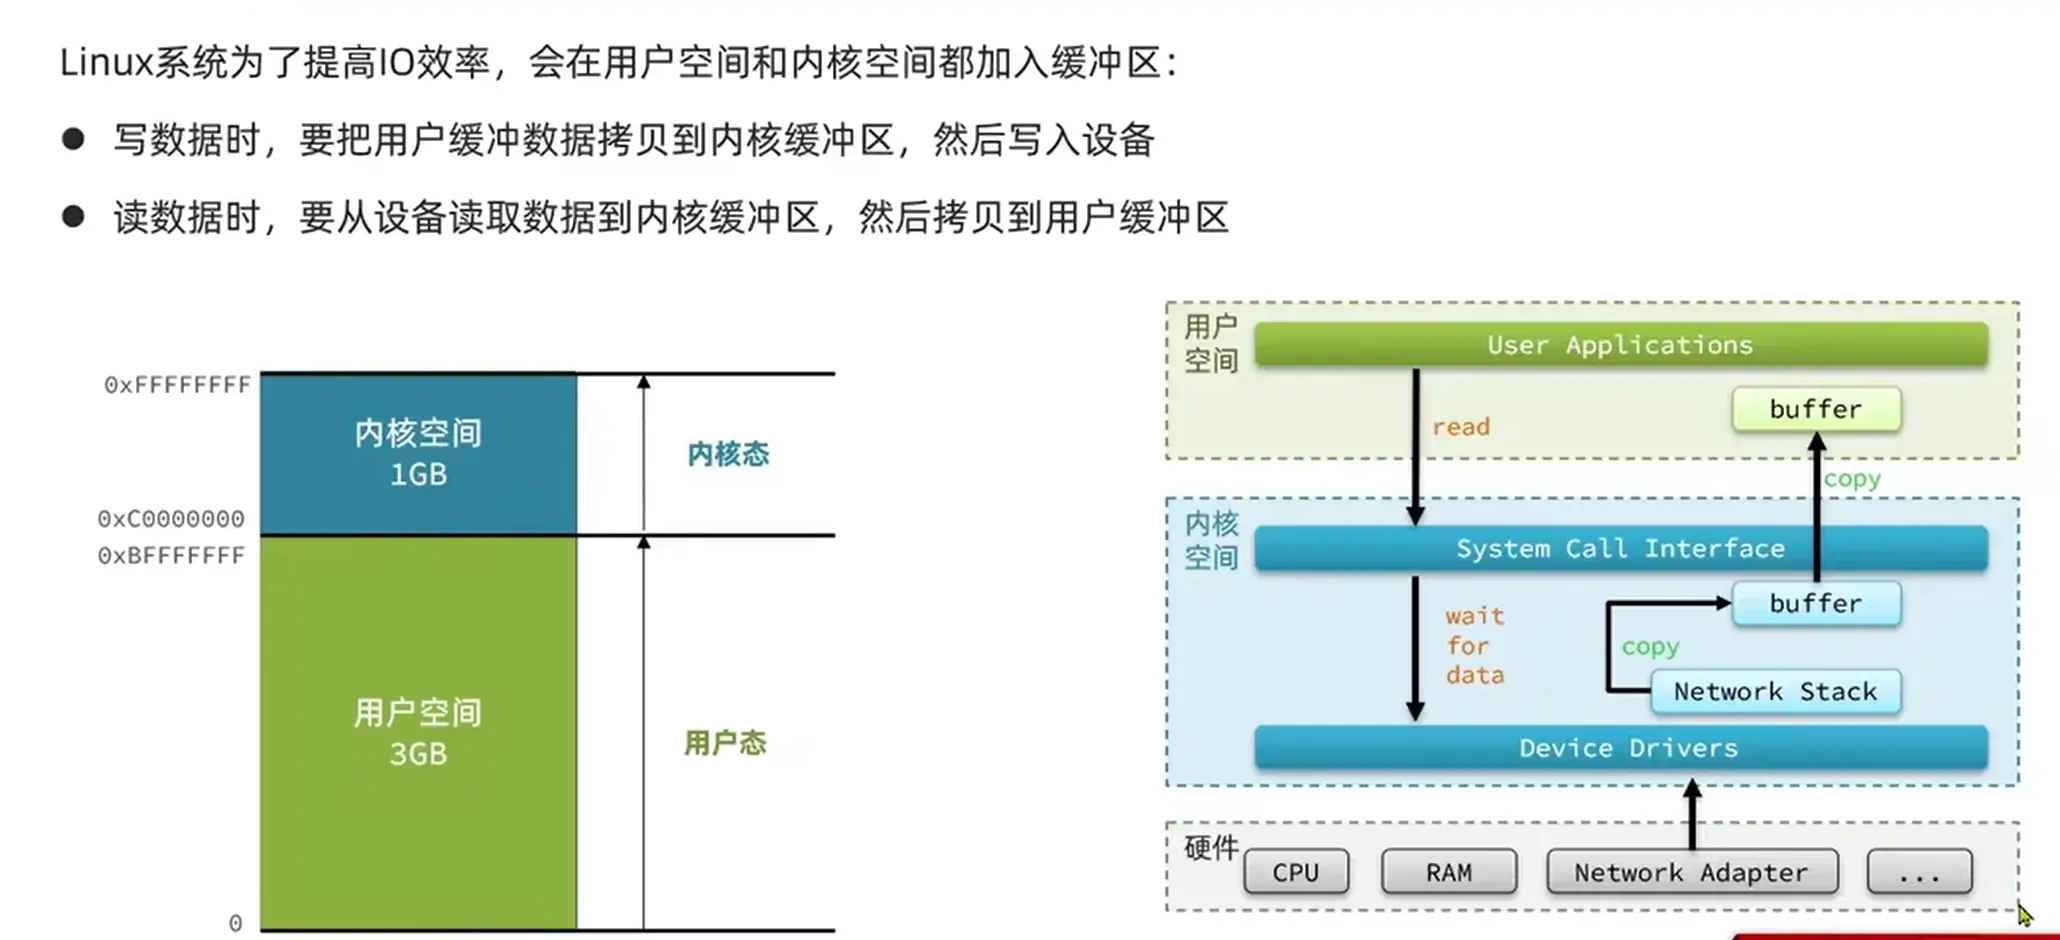 Linux系统为了提高IO效率，会在用户空间和内核空间都加入缓冲区：
● 写数据时，要把用户缓冲数据拷贝到内核缓冲区，然后写入设备
● 读数据时，要从设备读取数据到内核缓冲区，然后拷贝到用户缓冲区
0xFFFFFFFF
内核空间
1GB
内核态
0xC0000000
0xBFFFFFFF
用户空间
3GB
用户态
0
用户
空间
User Applications
buffer
read
copy
内核
空间
System Call Interface
wait
for
data
buffer
copy
Network Stack
Device Drivers
硬件
CPU
RAM
Network Adapter
...